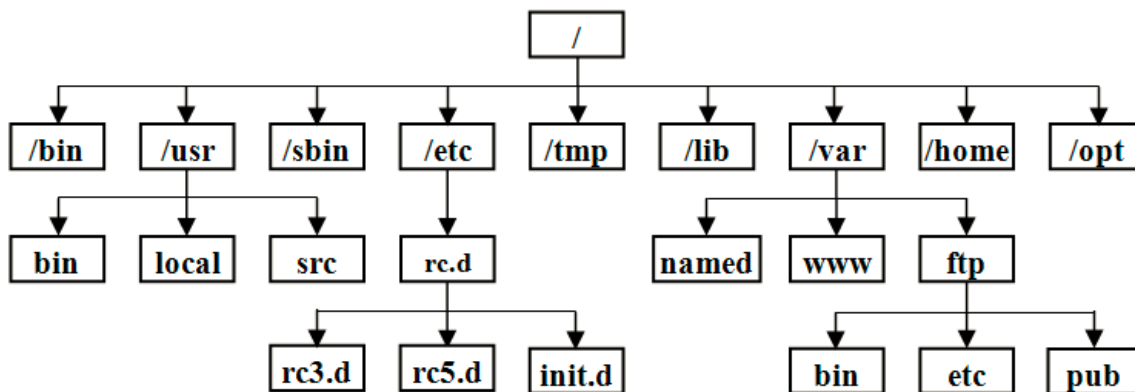 /
/bin /usr /sbin /etc /tmp /lib /var /home /opt
bin local src rc.d named www ftp
rc3.d rc5.d init.d bin etc pub